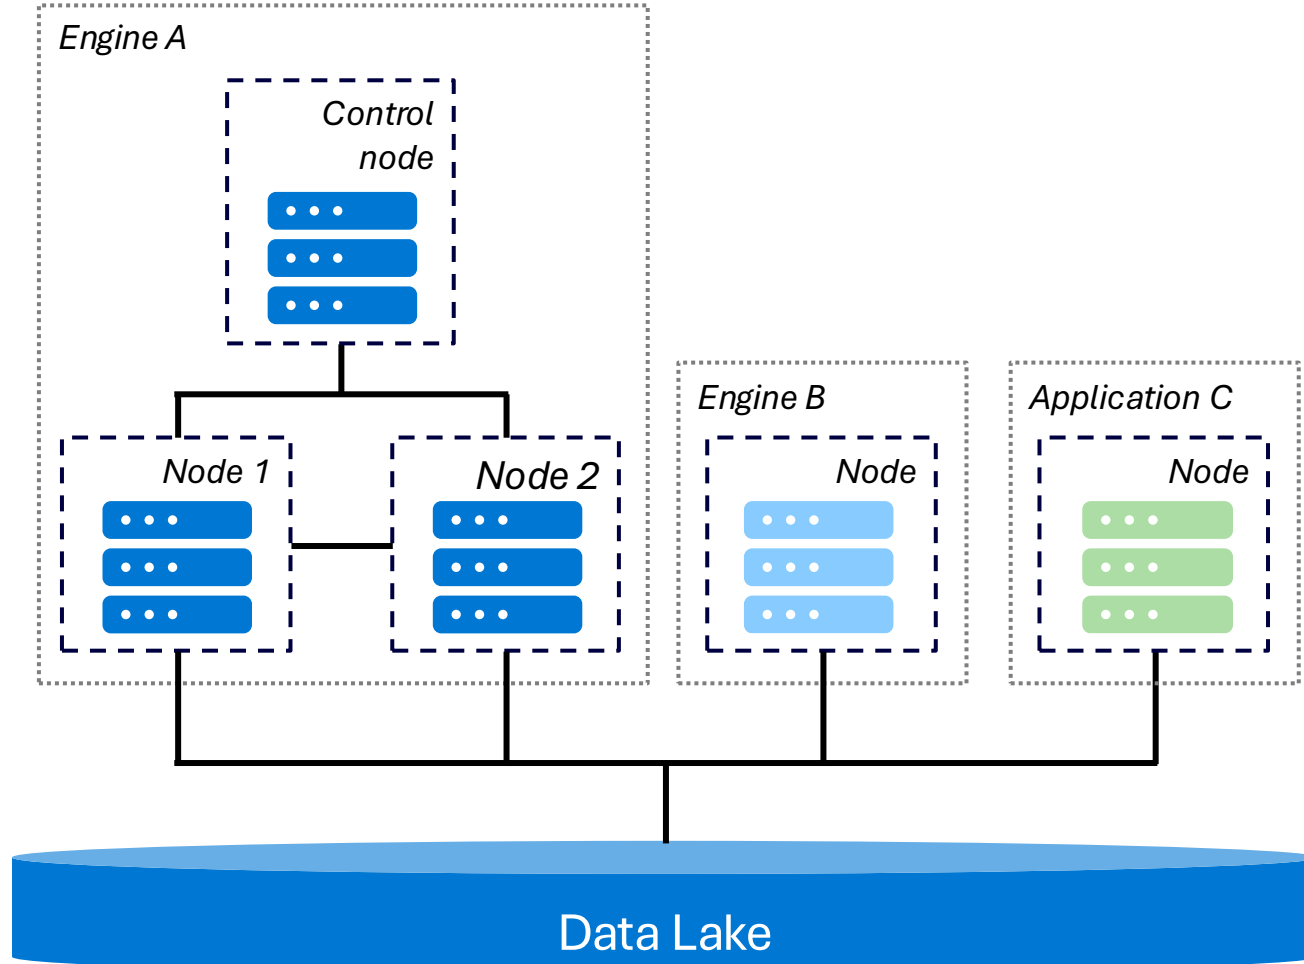 Engine A
Control
node
Engine B
Application C
Node 1
Node 2
Node
Node
Data Lake